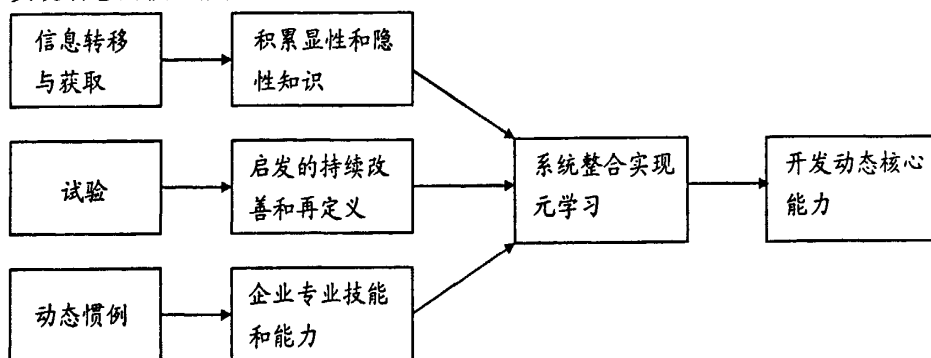 信息转移
与获取
积累显性和隐
性知识
试验
启发的持续改
善和再定义
系统整合实现
元学习
开发动态核心
能力
动态惯例
企业专业技能
和能力